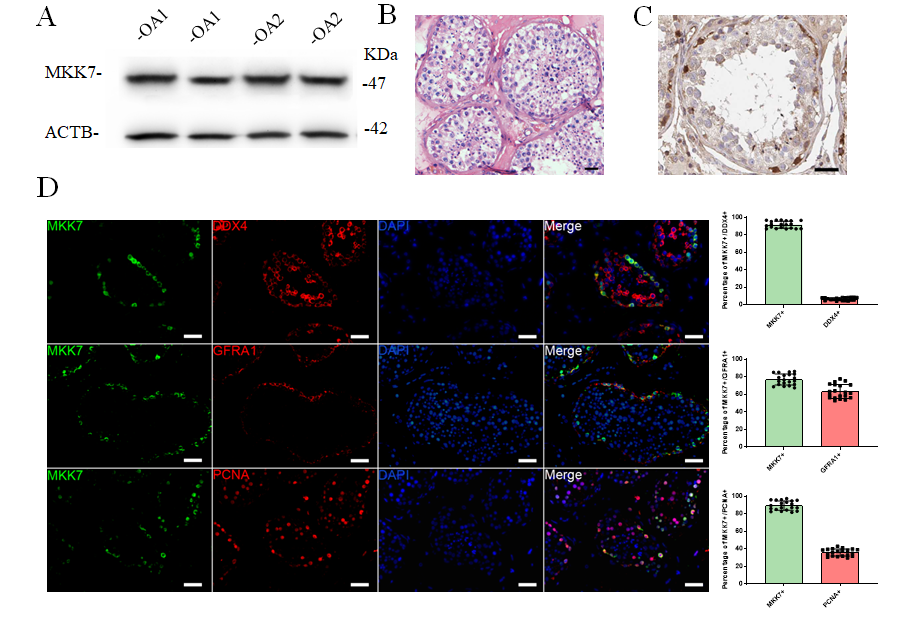 A
-OA1
-OA1
-OA2
-OA2
KDa
MKK7-
-47
ACTB-
-42
B
C
D
MKK7
DDX4
DAPI
Merge
MKK7
GFRA1
DAPI
Merge
MKK7
PCNA
DAPI
Merge
Percentage of MKK7+/DDX4+
100
80
60
40
20
0
MKK7+
DDX4+
Percentage of MKK7+/GFRA1+
100
80
60
40
20
0
MKK7+
GFRA1+
Percentage of MKK7+/PCNA+
100
80
60
40
20
0
MKK7+
PCNA+